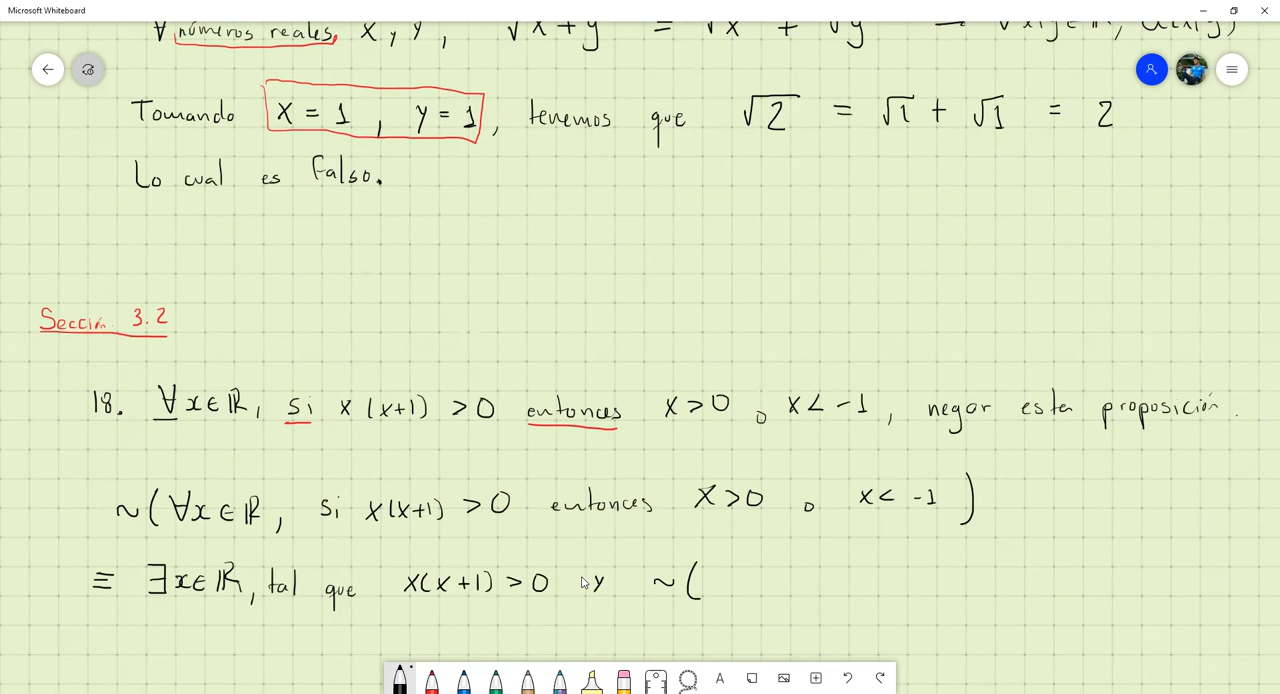 Microsoft Whiteboard
∀ números reales, x, y, √x+y = √x + √y
Tomando x = 1, y = 1, tenemos que √2 = √1 + √1 = 2
Lo cual es Falso.
Sección 3.2
18. ∀x∈ℝ, si x(x+1) >0 entonces x>0 o x< -1, negar esta proposición.
~(∀x∈ℝ, si x(x+1) >0 entonces x>0 o x< -1)
≡ ∃x∈ℝ, tal que x(x+1) >0 y ~(
A